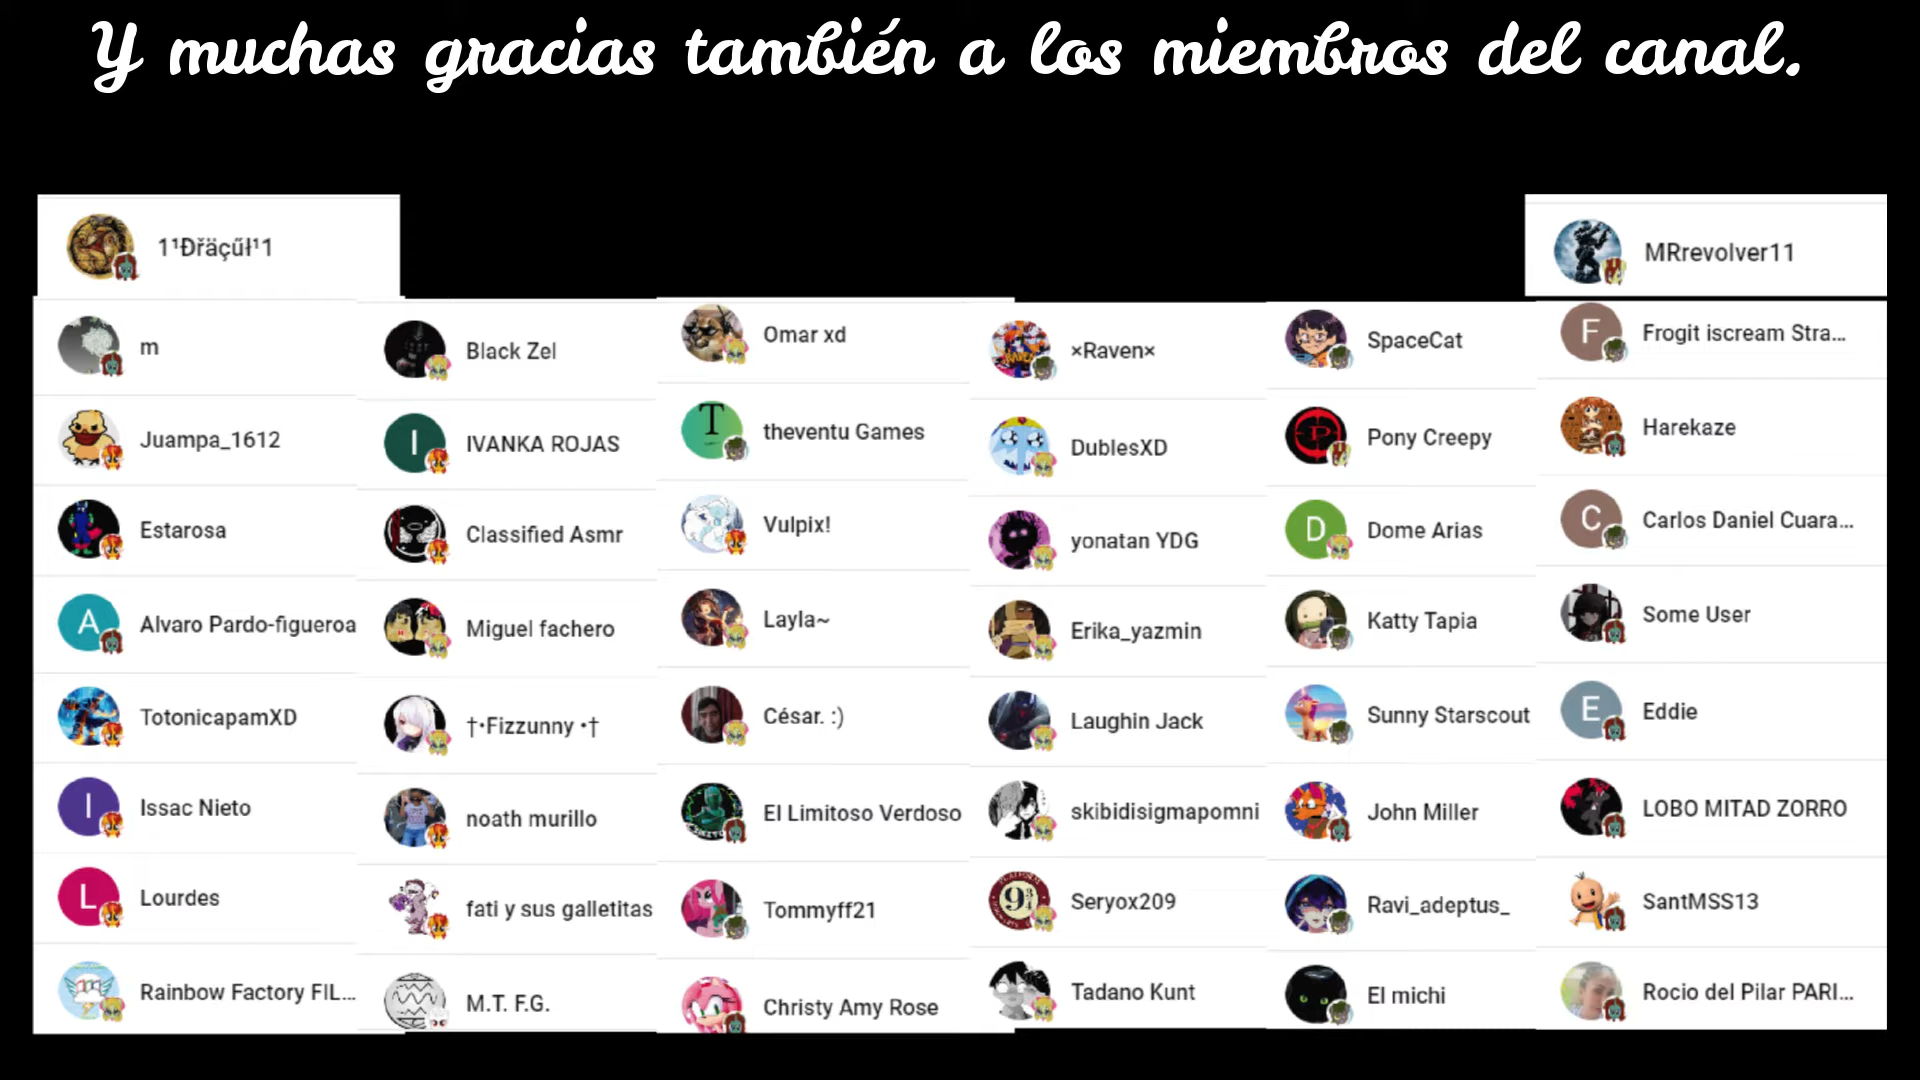 Y muchas gracias también a los miembros del canal.
1¹Đřäçűł¹1
MRrevolver11
m
Juampa_1612
Estarosa
A
Alvaro Pardo-figueroa
TotonicapamXD
I
Issac Nieto
L
Lourdes
Rainbow Factory FIL...
Black Zel
I
IVANKA ROJAS
Classified Asmr
Miguel fachero
†•Fizzunny •†
noath murillo
fati y sus galletitas
M.T. F.G.
Omar xd
T
theventu Games
Vulpix!
Layla~
César. :)
El Limitoso Verdoso
Tommyff21
Christy Amy Rose
×Raven×
DublesXD
yonatan YDG
Erika_yazmin
Laughin Jack
skibidisigmapomni
9¾
Seryox209
Tadano Kunt
SpaceCat
P
Pony Creepy
D
Dome Arias
Katty Tapia
Sunny Starscout
John Miller
Ravi_adeptus_
El michi
F
Frogit iscream Stra...
Harekaze
C
Carlos Daniel Cuara...
Some User
E
Eddie
LOBO MITAD ZORRO
SantMSS13
Rocio del Pilar PARI...